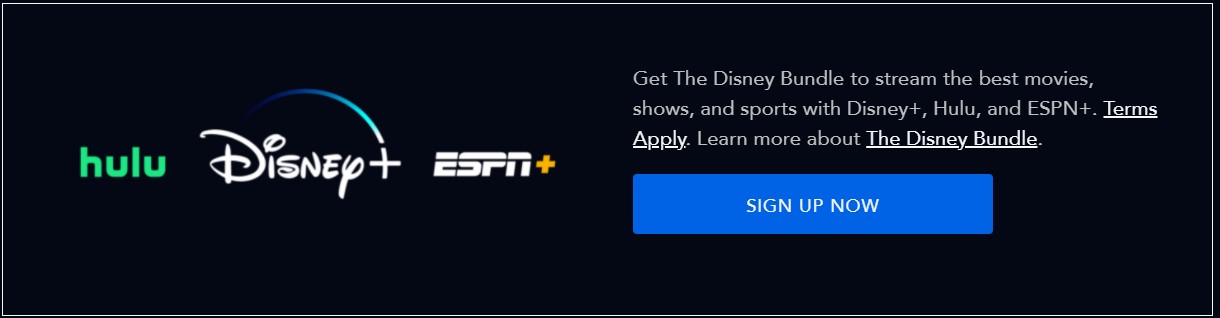 hulu Disney+ ESPN+
Get The Disney Bundle to stream the best movies,
shows, and sports with Disney+, Hulu, and ESPN+. Terms
Apply. Learn more about The Disney Bundle.
SIGN UP NOW